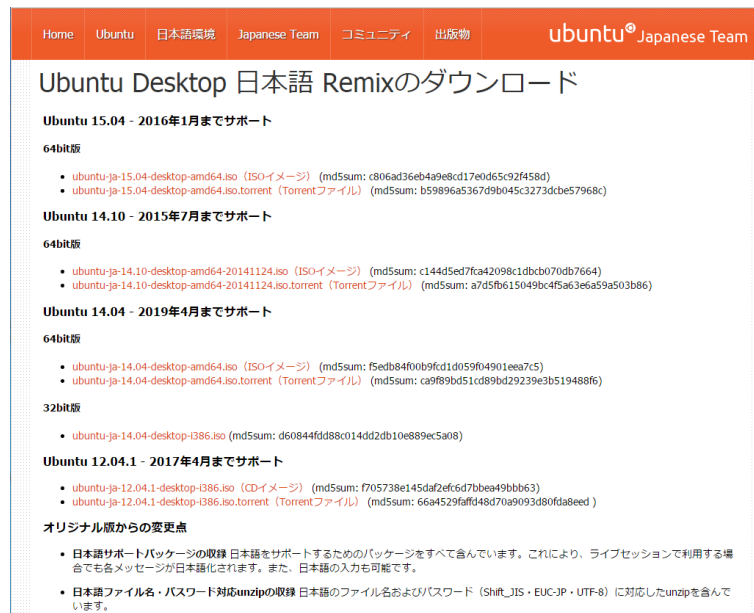 Home Ubuntu 日本語環境 Japanese Team コミュニティ 出版物 ubuntu Japanese Team
Ubuntu Desktop 日本語 Remixのダウンロード
Ubuntu 15.04 - 2016年1月までサポート
64bit版
ubuntu-ja-15.04-desktop-amd64.iso（ISOイメージ） (md5sum: c806ad36eb4a9e8cd17e0d65c92f458d)
ubuntu-ja-15.04-desktop-amd64.iso.torrent（Torrentファイル） (md5sum: b59896a5367d9b045c3273dcbe57968c)
Ubuntu 14.10 - 2015年7月までサポート
64bit版
ubuntu-ja-14.10-desktop-amd64-20141124.iso（ISOイメージ） (md5sum: c144d5ed7fca42098c1dbcb070db7664)
ubuntu-ja-14.10-desktop-amd64-20141124.iso.torrent（Torrentファイル） (md5sum: a7d5fb615049bc4f5a63e6a59a503b86)
Ubuntu 14.04 - 2019年4月までサポート
64bit版
ubuntu-ja-14.04-desktop-amd64.iso（ISOイメージ） (md5sum: f5edb84f00b9fcd1d059f04901eea7c5)
ubuntu-ja-14.04-desktop-amd64.iso.torrent（Torrentファイル） (md5sum: ca9f89bd51cd89bd29239e3b519488f6)
32bit版
ubuntu-ja-14.04-desktop-i386.iso (md5sum: d60844fdd88c014dd2db10e889ec5a08)
Ubuntu 12.04.1 - 2017年4月までサポート
ubuntu-ja-12.04.1-desktop-i386.iso（CDイメージ） (md5sum: f705738e145daf2efc6d7bbea49bbb63)
ubuntu-ja-12.04.1-desktop-i386.iso.torrent（Torrentファイル） (md5sum: 66a4529faffd48d70a9093d80fda8eed )
オリジナル版からの変更点
日本語サポートパッケージの収録 日本語をサポートするためのパッケージをすべて含んでいます。これにより、ライブセッションで利用する場
合でも各メッセージが日本語化されます。また、日本語の入力も可能です。
日本語ファイル名・パスワード対応unzipの収録 日本語のファイル名およびパスワード（Shift_JIS・EUC-JP・UTF-8）に対応したunzipを含んで
います。